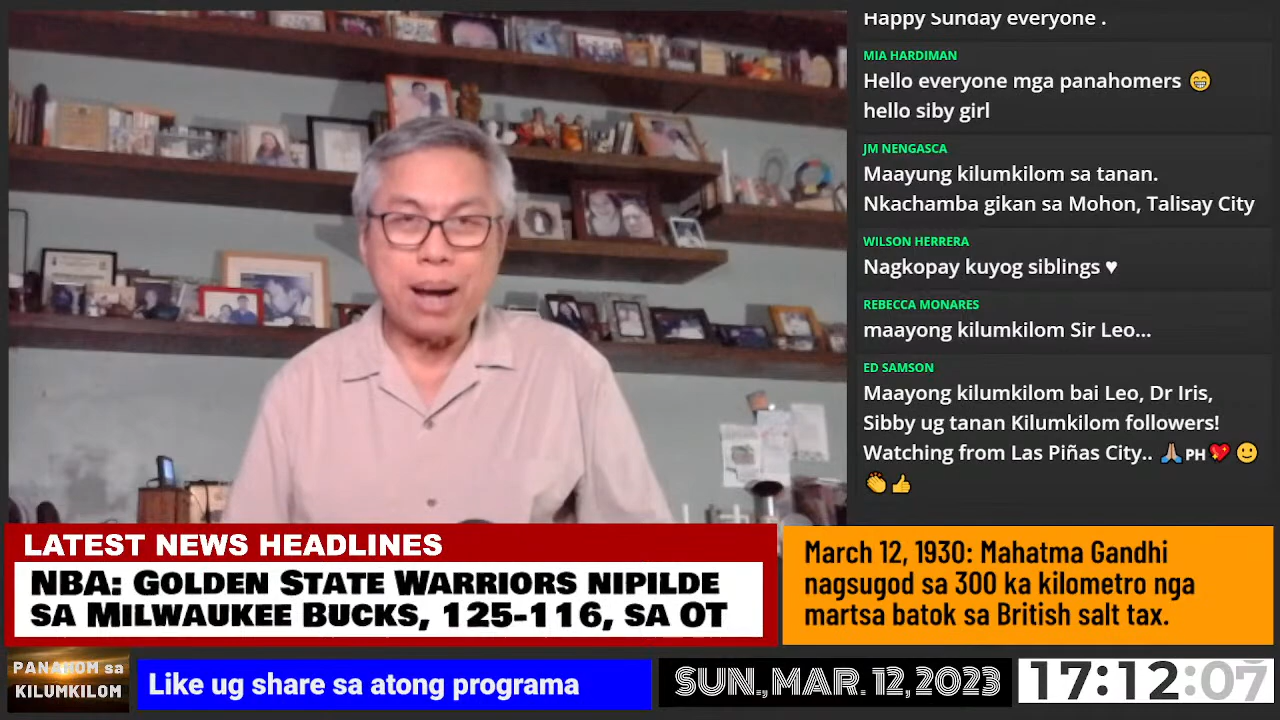 Happy Sunday everyone .
MIA HARDIMAN
Hello everyone mga panahomers 😁
hello siby girl
JM NENGASCA
Maayung kilumkilom sa tanan.
Nkachamba gikan sa Mohon, Talisay City
WILSON HERRERA
Nagkopay kuyog siblings ♥
REBECCA MONARES
maayong kilumkilom Sir Leo...
ED SAMSON
Maayong kilumkilom bai Leo, Dr Iris,
Sibby ug tanan Kilumkilom followers!
Watching from Las Piñas City.. 🙏🏽 PH 💖 🙂
👏 👍
LATEST NEWS HEADLINES
NBA: GOLDEN STATE WARRIORS NIPILDE
SA MILWAUKEE BUCKS, 125-116, SA OT
March 12, 1930: Mahatma Gandhi
nagsugod sa 300 ka kilometro nga
martsa batok sa British salt tax.
PANAHOM sa
KILUMKILOM
Like ug share sa atong programa
SUN., MAR. 12, 2023
17:12:07